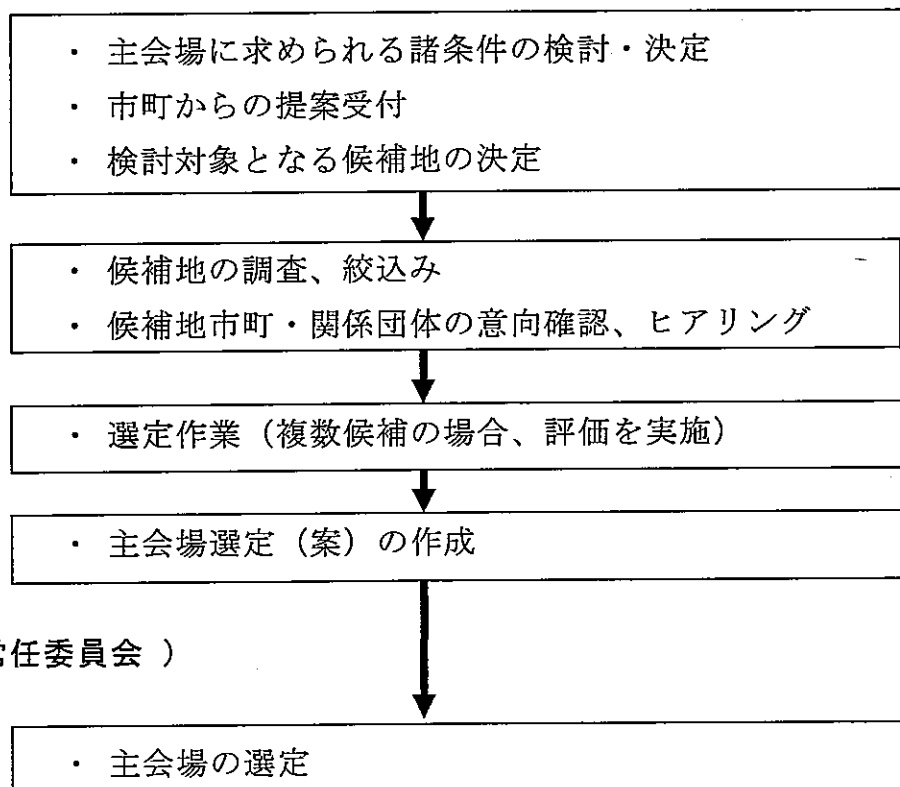 ・ 主会場に求められる諸条件の検討・決定
・ 市町からの提案受付
・ 検討対象となる候補地の決定
・ 候補地の調査、絞込み
・ 候補地市町・関係団体の意向確認、ヒアリング
・ 選定作業（複数候補の場合、評価を実施）
・ 主会場選定（案）の作成
任委員会 ）
・ 主会場の選定